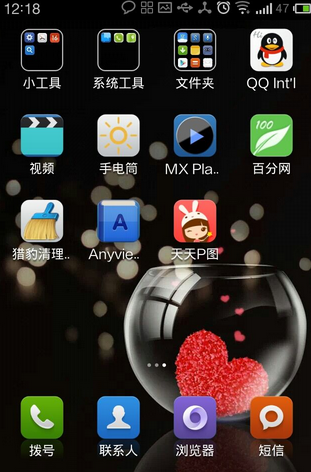 12:18
47
小工具 系统工具 文件夹 QQ Int'l
Hi
100
视频 手电筒 MX Pla.. 百分网
A
猎豹清理.. Anyvie.. 天天P图
拨号 联系人 浏览器 短信